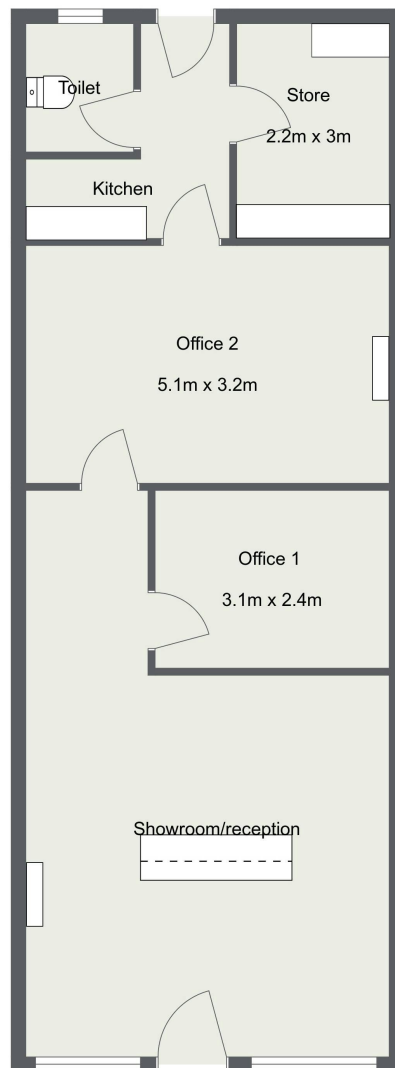 Toilet
Store
2.2m x 3m
Kitchen
Office 2
5.1m x 3.2m
Office 1
3.1m x 2.4m
Showroom/reception